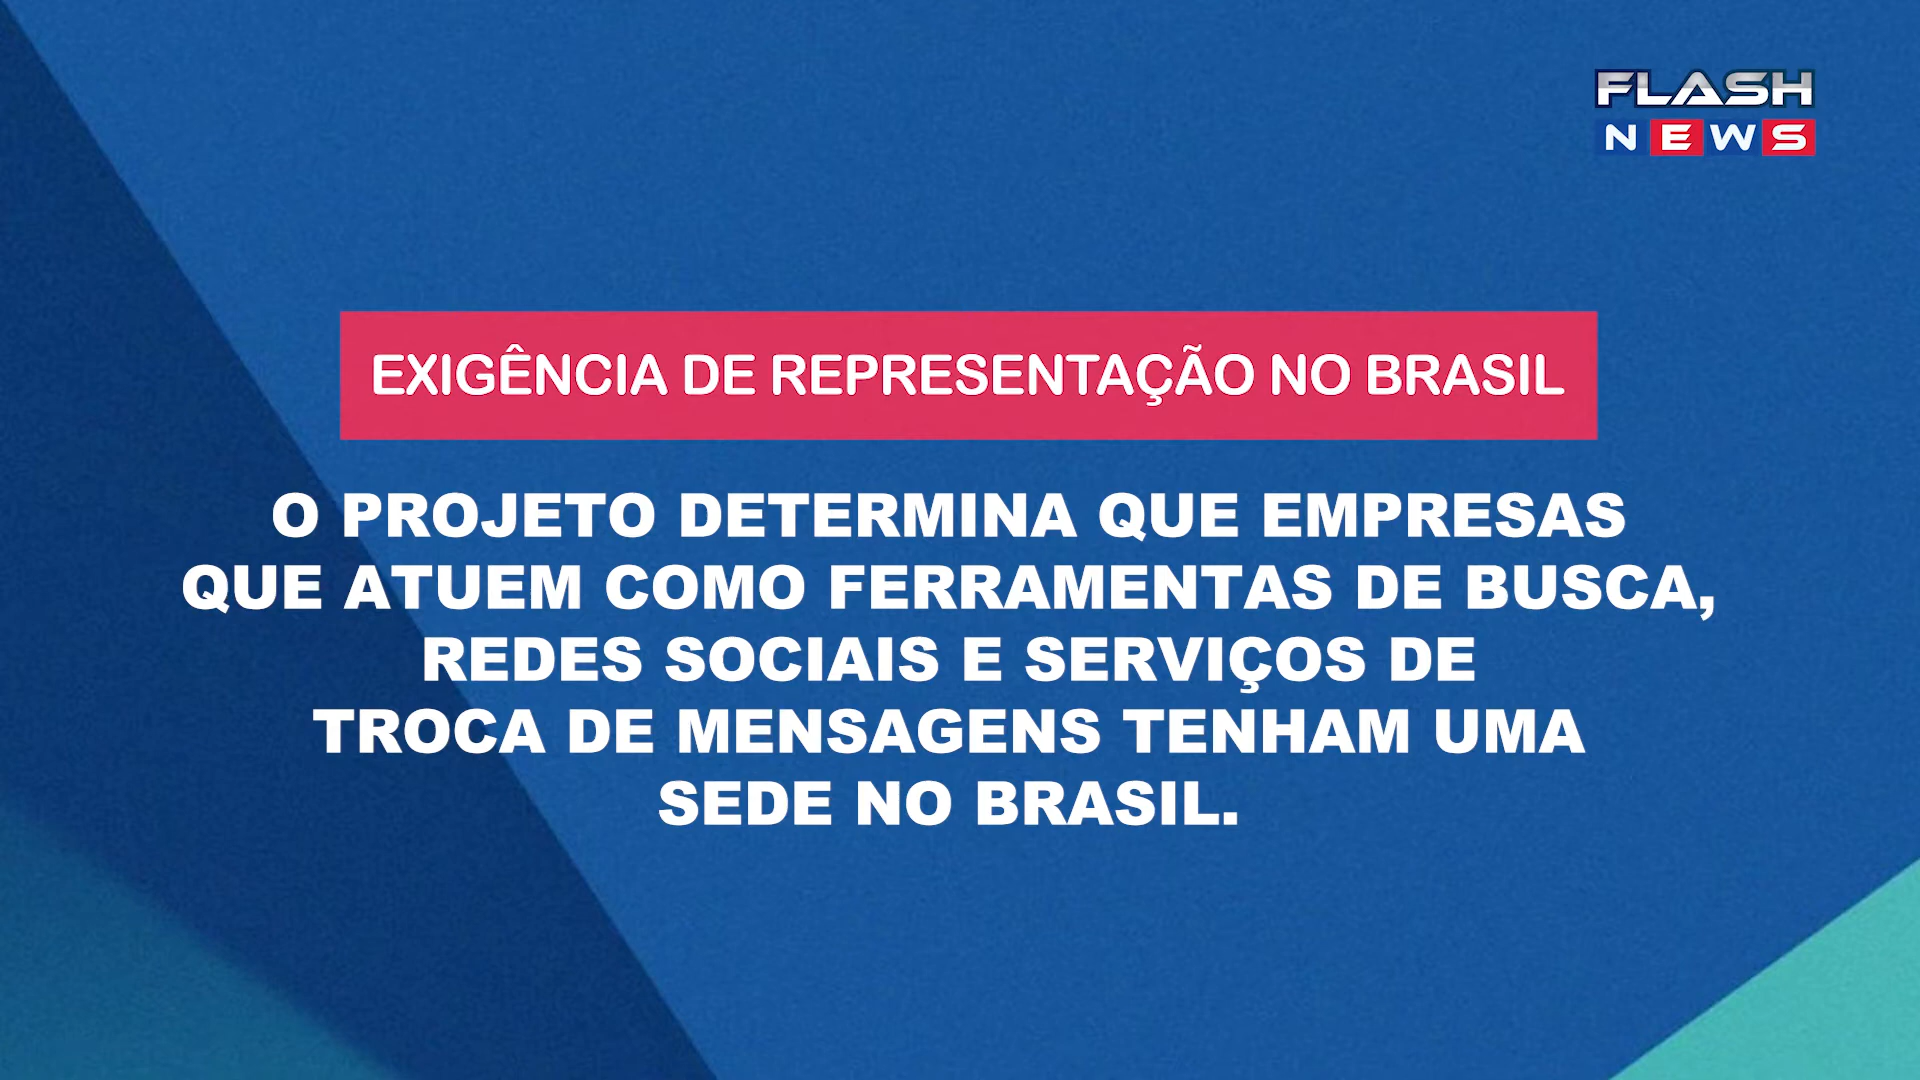 FLASH
NEWS
EXIGÊNCIA DE REPRESENTAÇÃO NO BRASIL
O PROJETO DETERMINA QUE EMPRESAS
QUE ATUEM COMO FERRAMENTAS DE BUSCA,
REDES SOCIAIS E SERVIÇOS DE
TROCA DE MENSAGENS TENHAM UMA
SEDE NO BRASIL.